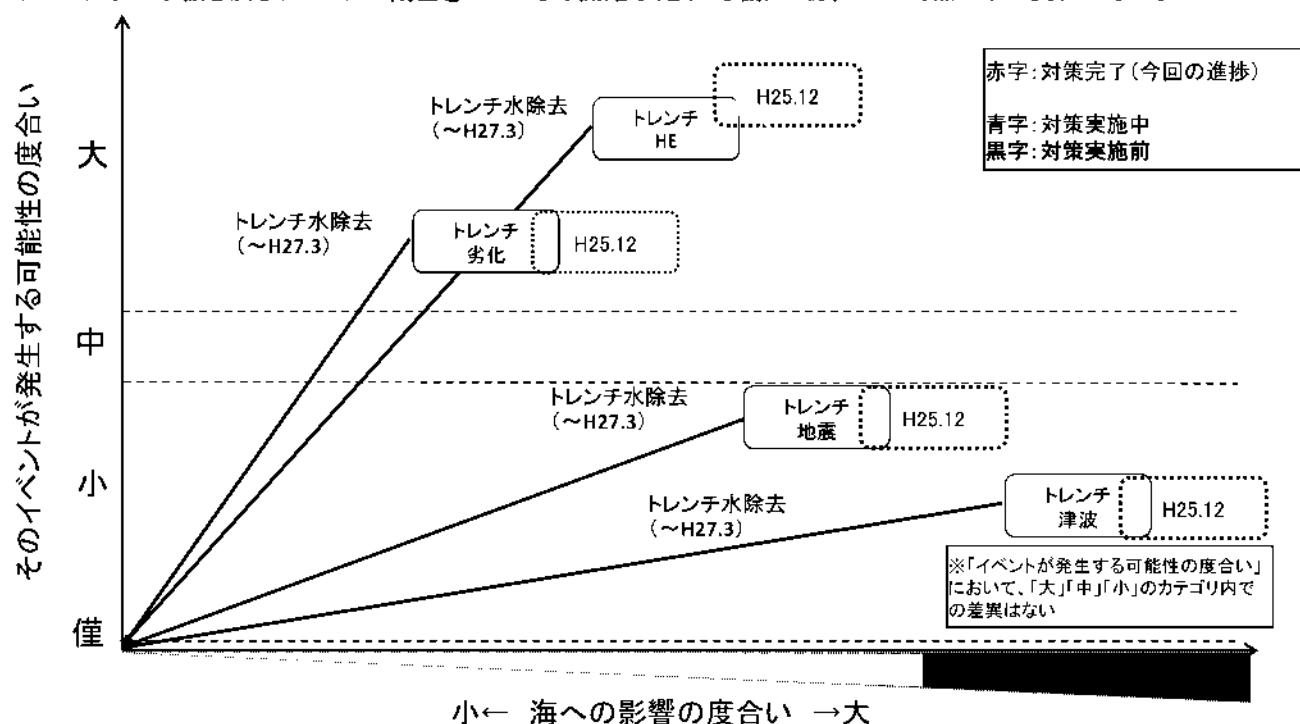 そのイベントが発生する可能性の度合い
大
中
小
僅
トレンチ水除去
(～H27.3)
トレンチ
HE
H25.12
トレンチ水除去
(～H27.3)
トレンチ
劣化
H25.12
トレンチ水除去
(～H27.3)
トレンチ
地震
H25.12
トレンチ水除去
(～H27.3)
トレンチ
津波
H25.12
赤字:対策完了(今回の進捗)
青字:対策実施中
黒字:対策実施前
※「イベントが発生する可能性の度合い」
において、「大」「中」「小」のカテゴリ内で
の差異はない
小← 海への影響の度合い →大